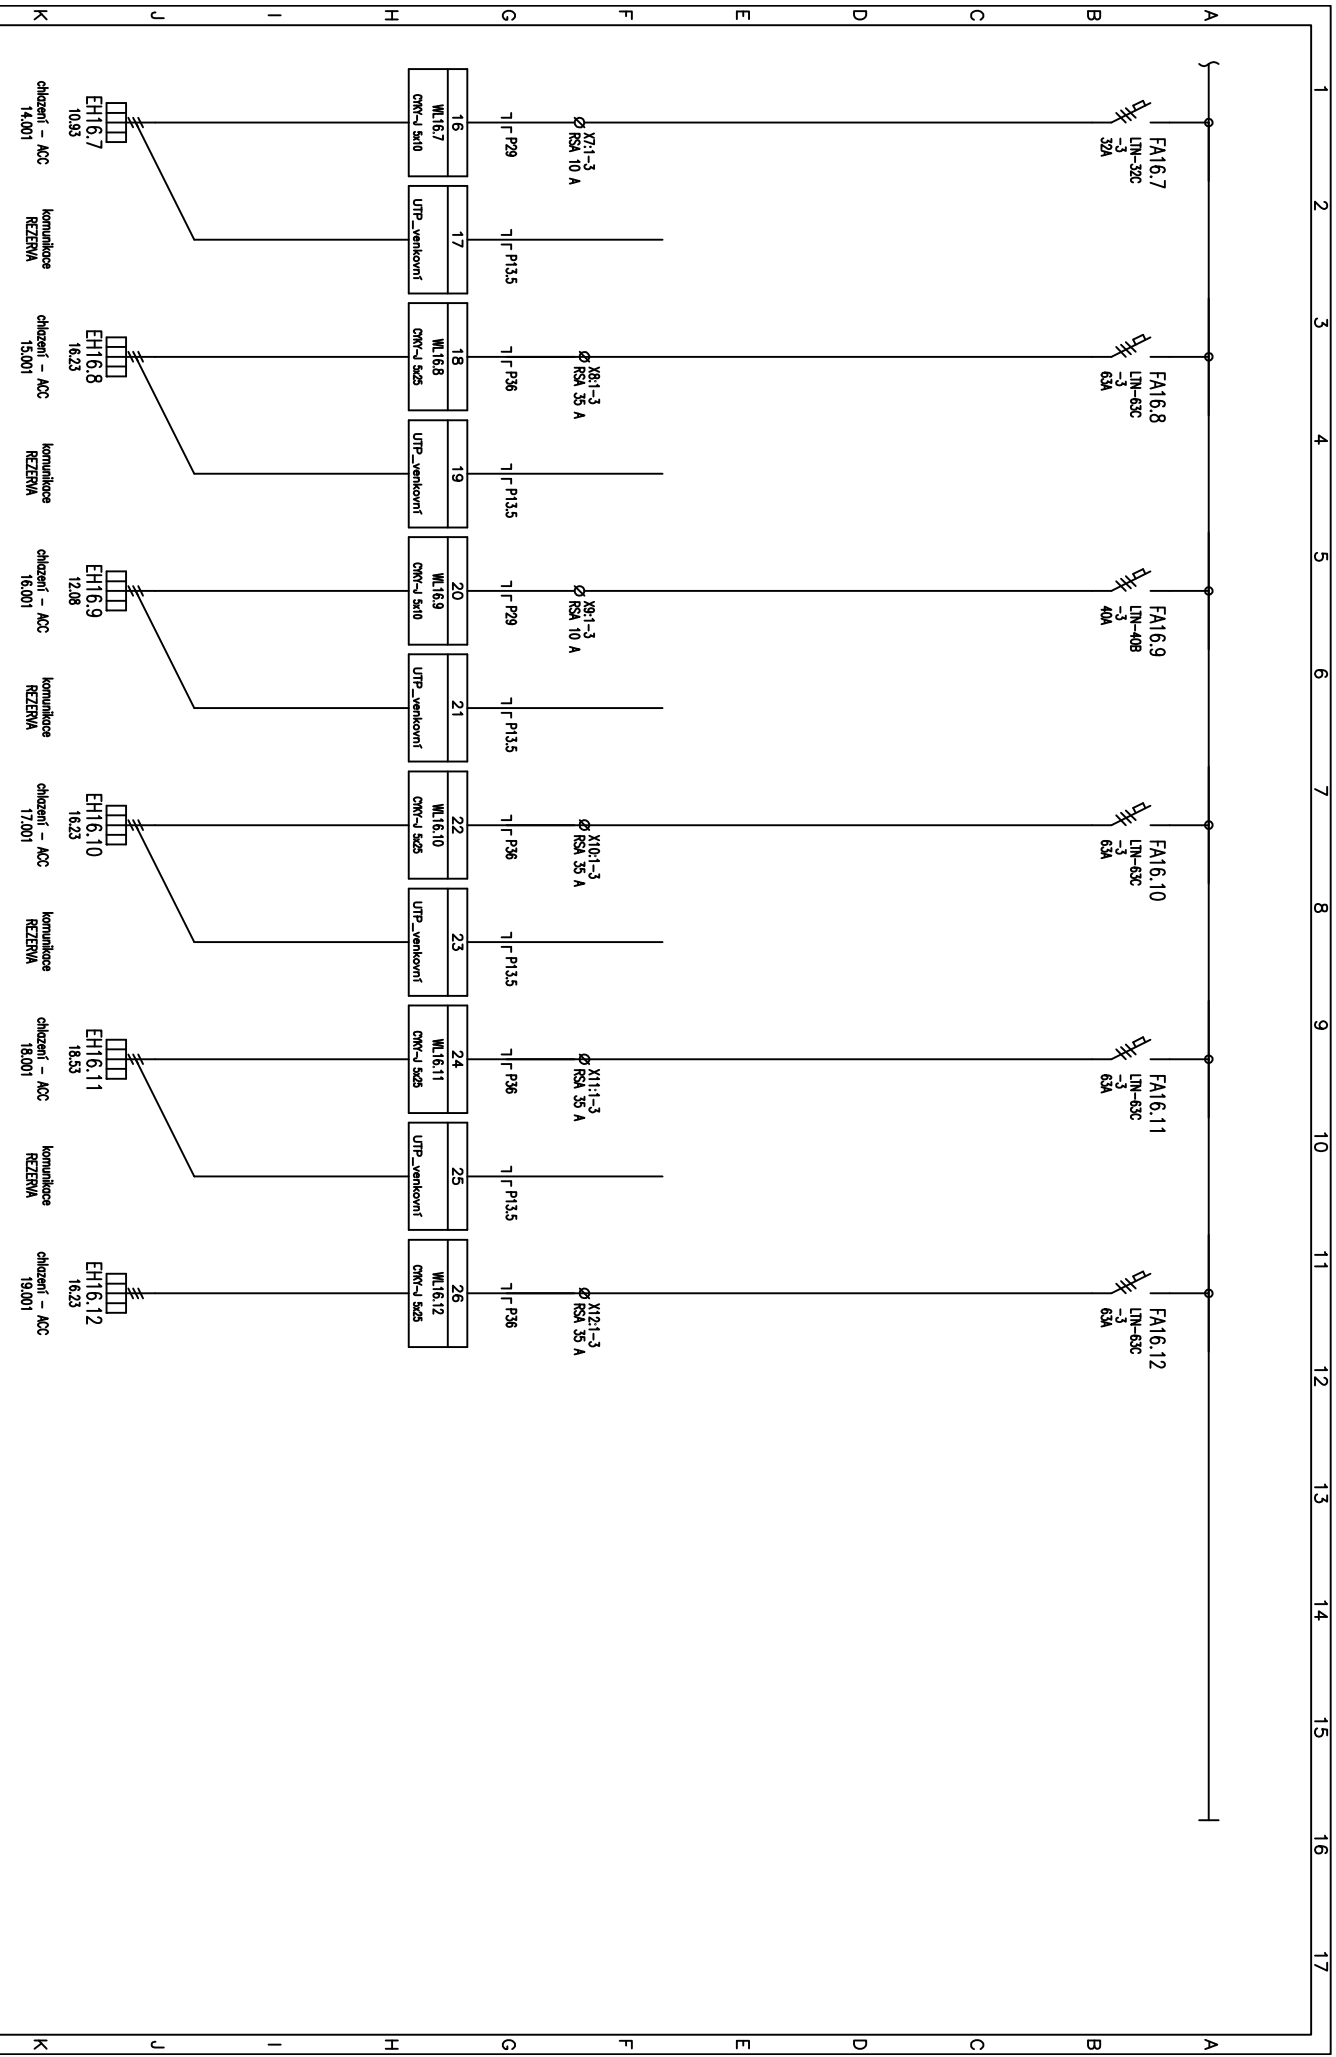 1 2 3 4 5 6 7 8 9 10 11 12 13 14 15 16 17
A
B
C
D
E
F
G
H
I
J
K
FA16.7
LTN-32C
-3
32A
FA16.8
LTN-63C
-3
63A
FA16.9
LTN-40B
-3
40A
FA16.10
LTN-63C
-3
63A
FA16.11
LTN-63C
-3
63A
FA16.12
LTN-63C
-3
63A
X7:1-3
RSA 10 A
X8:1-3
RSA 35 A
X9:1-3
RSA 10 A
X10:1-3
RSA 35 A
X11:1-3
RSA 35 A
X12:1-3
RSA 35 A
P29
P13.5
P36
P13.5
P29
P13.5
P36
P13.5
P36
P13.5
P36
16
WL16.7
CYKY-J 5x10
17
UTP_venkovní
18
WL16.8
CYKY-J 5x25
19
UTP_venkovní
20
WL16.9
CYKY-J 5x10
21
UTP_venkovní
22
WL16.10
CYKY-J 5x25
23
UTP_venkovní
24
WL16.11
CYKY-J 5x25
25
UTP_venkovní
26
WL16.12
CYKY-J 5x25
EH16.7
10.93
chlazení - ACC
14.001
komunikace
REZERVA
EH16.8
16.23
chlazení - ACC
15.001
komunikace
REZERVA
EH16.9
12.08
chlazení - ACC
16.001
komunikace
REZERVA
EH16.10
16.23
chlazení - ACC
17.001
komunikace
REZERVA
EH16.11
18.53
chlazení - ACC
18.001
komunikace
REZERVA
EH16.12
16.23
chlazení - ACC
19.001
A
B
C
D
E
F
G
H
I
J
K